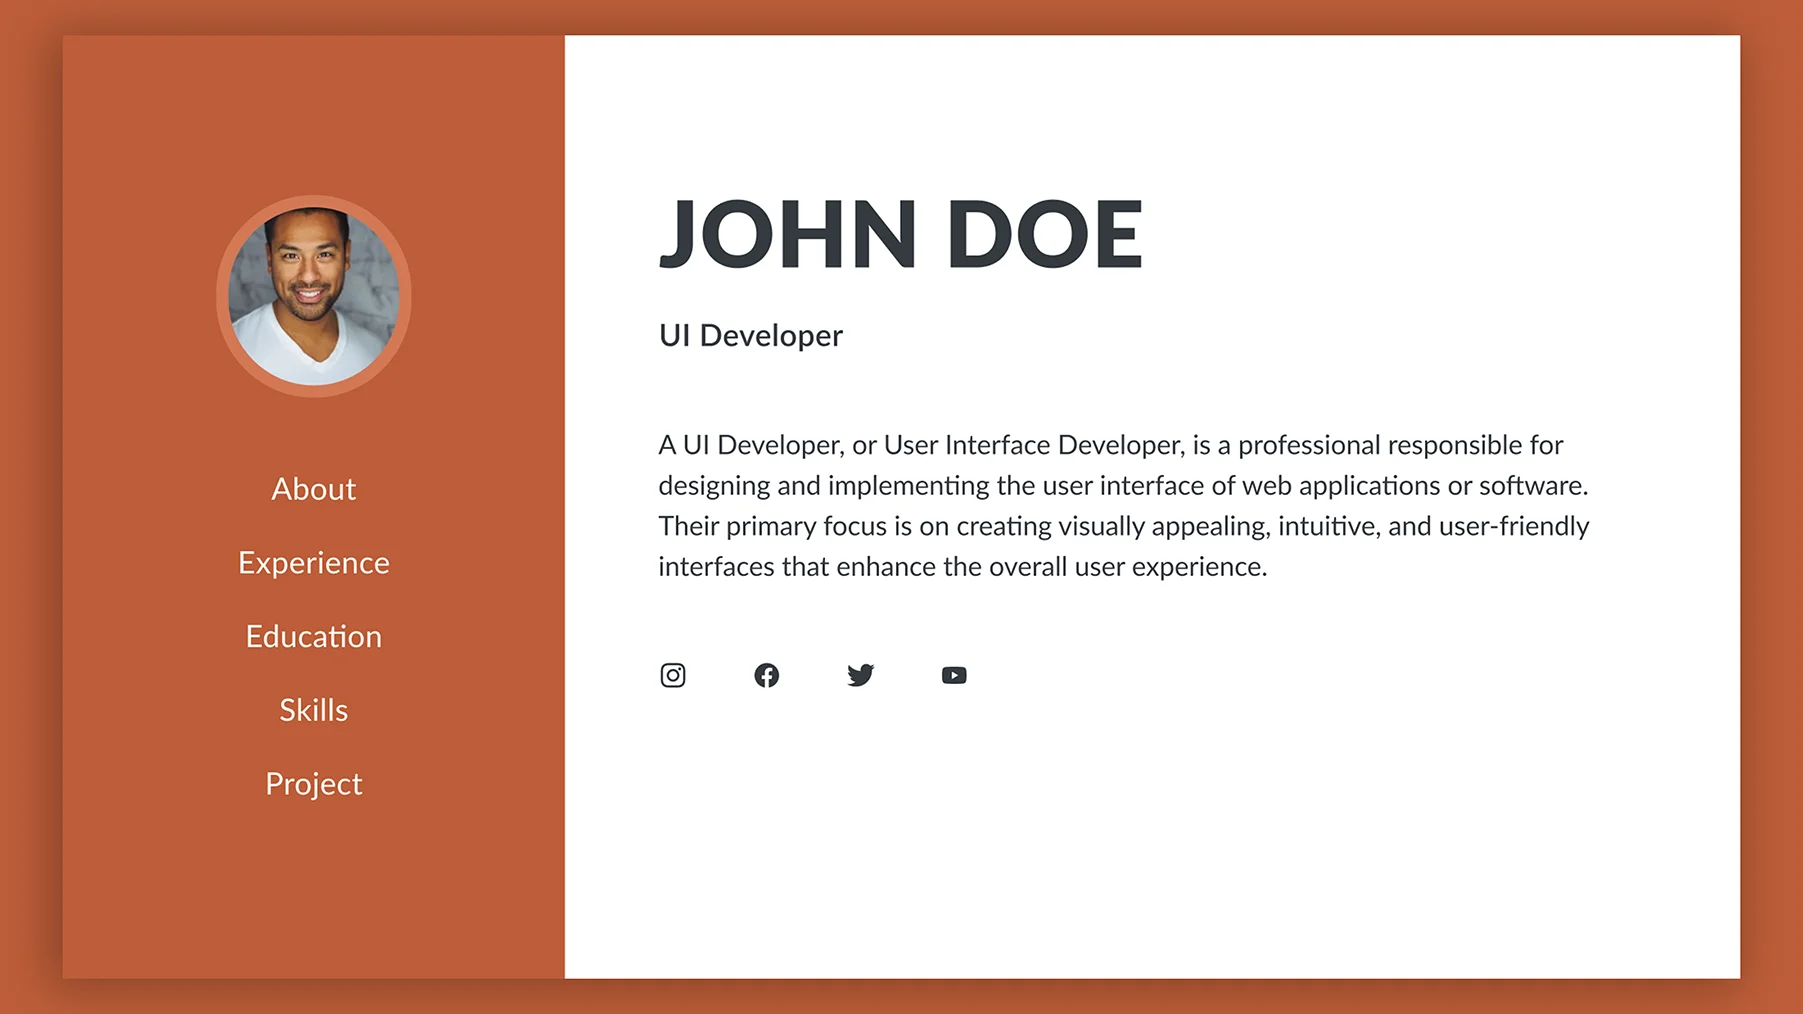 About
Experience
Education
Skills
Project
JOHN DOE
UI Developer
A UI Developer, or User Interface Developer, is a professional responsible for
designing and implementing the user interface of web applications or software.
Their primary focus is on creating visually appealing, intuitive, and user-friendly
interfaces that enhance the overall user experience.